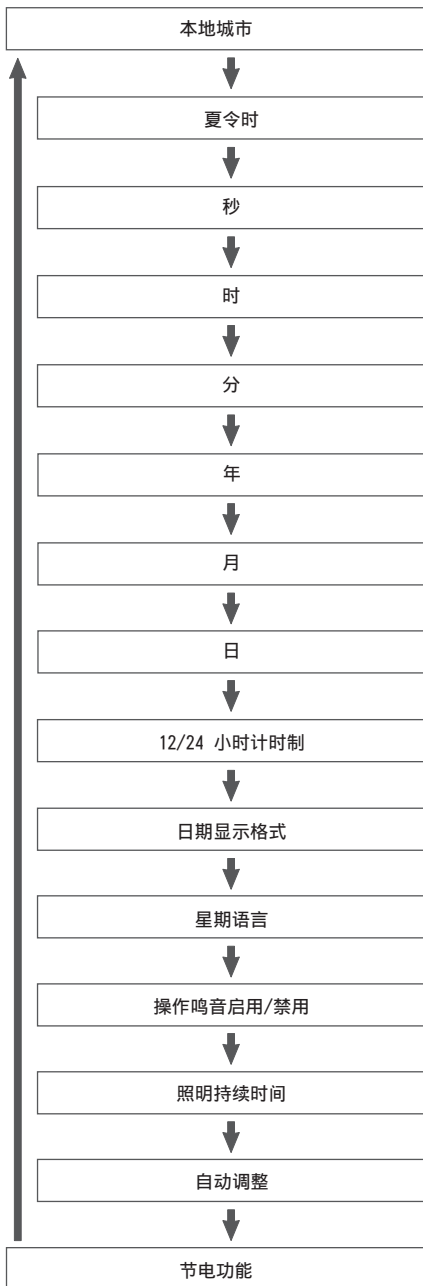 本地城市
夏令时
秒
时
分
年
月
日
12/24 小时计时制
日期显示格式
星期语言
操作鸣音启用/禁用
照明持续时间
自动调整
节电功能